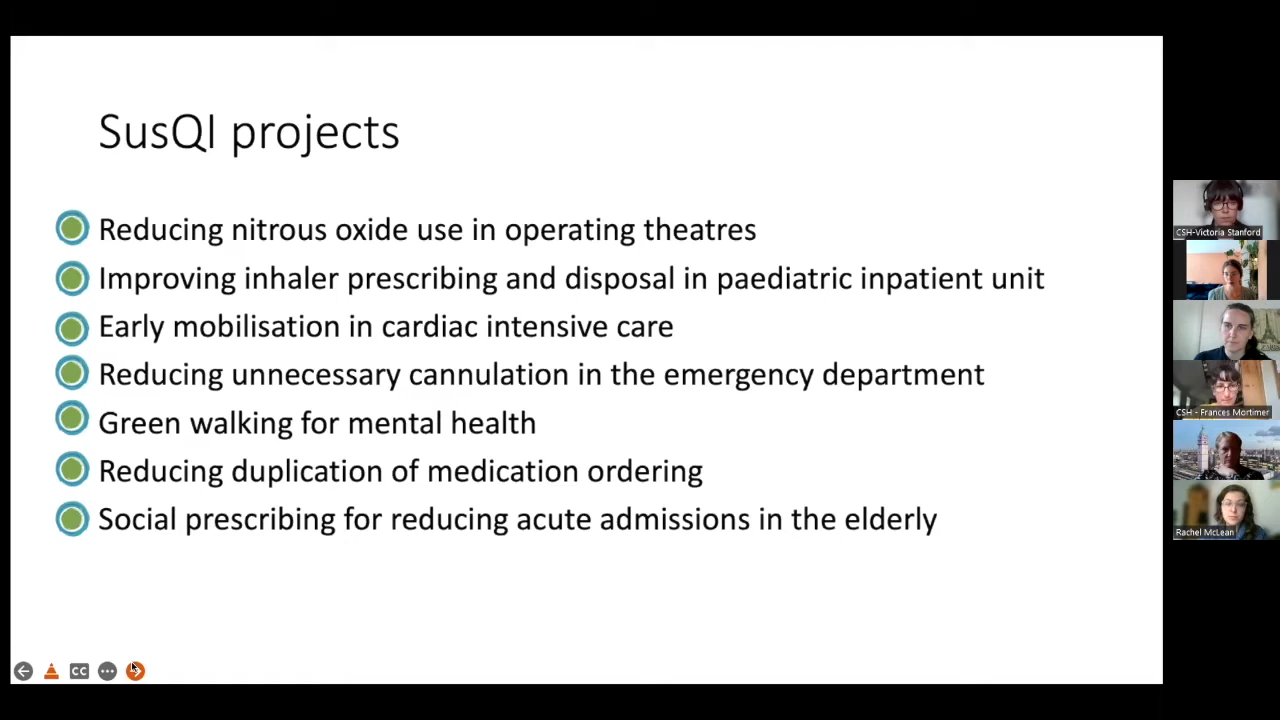 SusQI projects
Reducing nitrous oxide use in operating theatres
Improving inhaler prescribing and disposal in paediatric inpatient unit
Early mobilisation in cardiac intensive care
Reducing unnecessary cannulation in the emergency department
Green walking for mental health
Reducing duplication of medication ordering
Social prescribing for reducing acute admissions in the elderly
CC
CSH-Victoria Stanford
CSH - Frances Mortimer
Rachel McLean